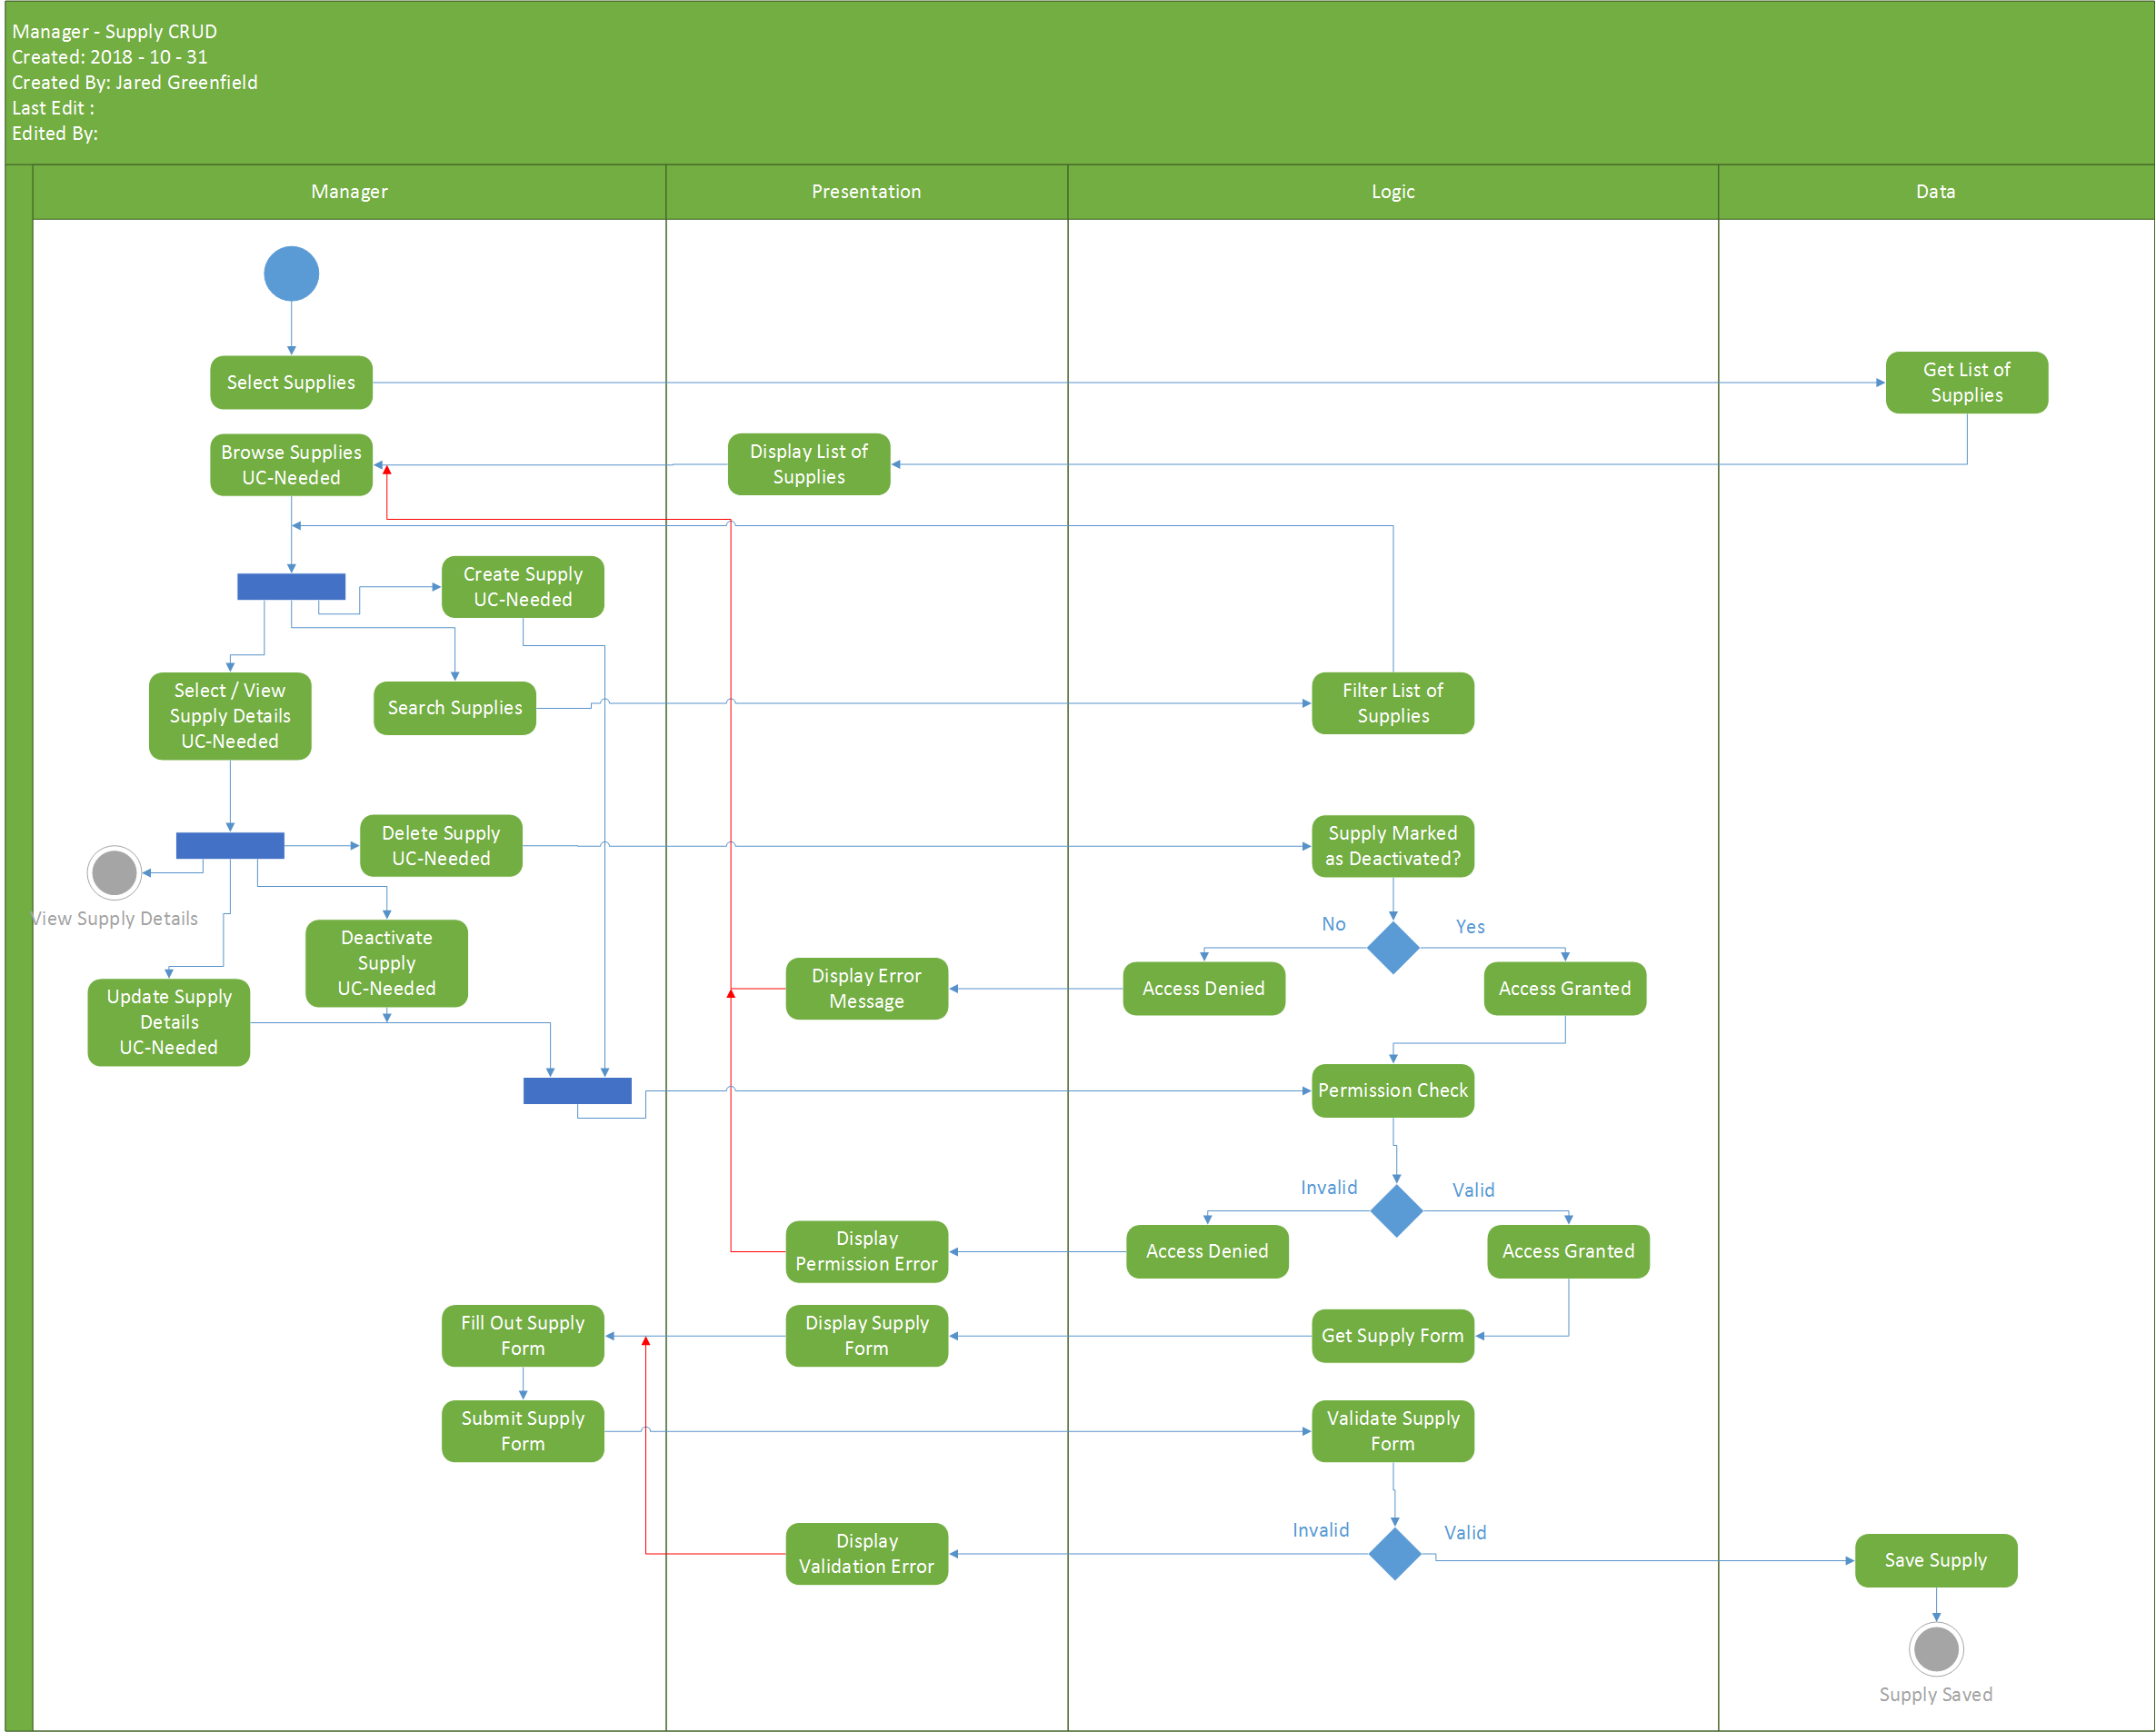 Manager - Supply CRUD
Created: 2018 - 10 - 31
Created By: Jared Greenfield
Last Edit :
Edited By:
Manager
Presentation
Logic
Data
Select Supplies
Get List of
Supplies
Browse Supplies
UC-Needed
Display List of
Supplies
Create Supply
UC-Needed
Select / View
Supply Details
UC-Needed
Search Supplies
Filter List of
Supplies
Delete Supply
UC-Needed
Supply Marked
as Deactivated?
View Supply Details
No
Yes
Deactivate
Supply
UC-Needed
Update Supply
Details
UC-Needed
Display Error
Message
Access Denied
Access Granted
Permission Check
Invalid
Valid
Display
Permission Error
Access Denied
Access Granted
Fill Out Supply
Form
Display Supply
Form
Get Supply Form
Submit Supply
Form
Validate Supply
Form
Invalid
Valid
Display
Validation Error
Save Supply
Supply Saved